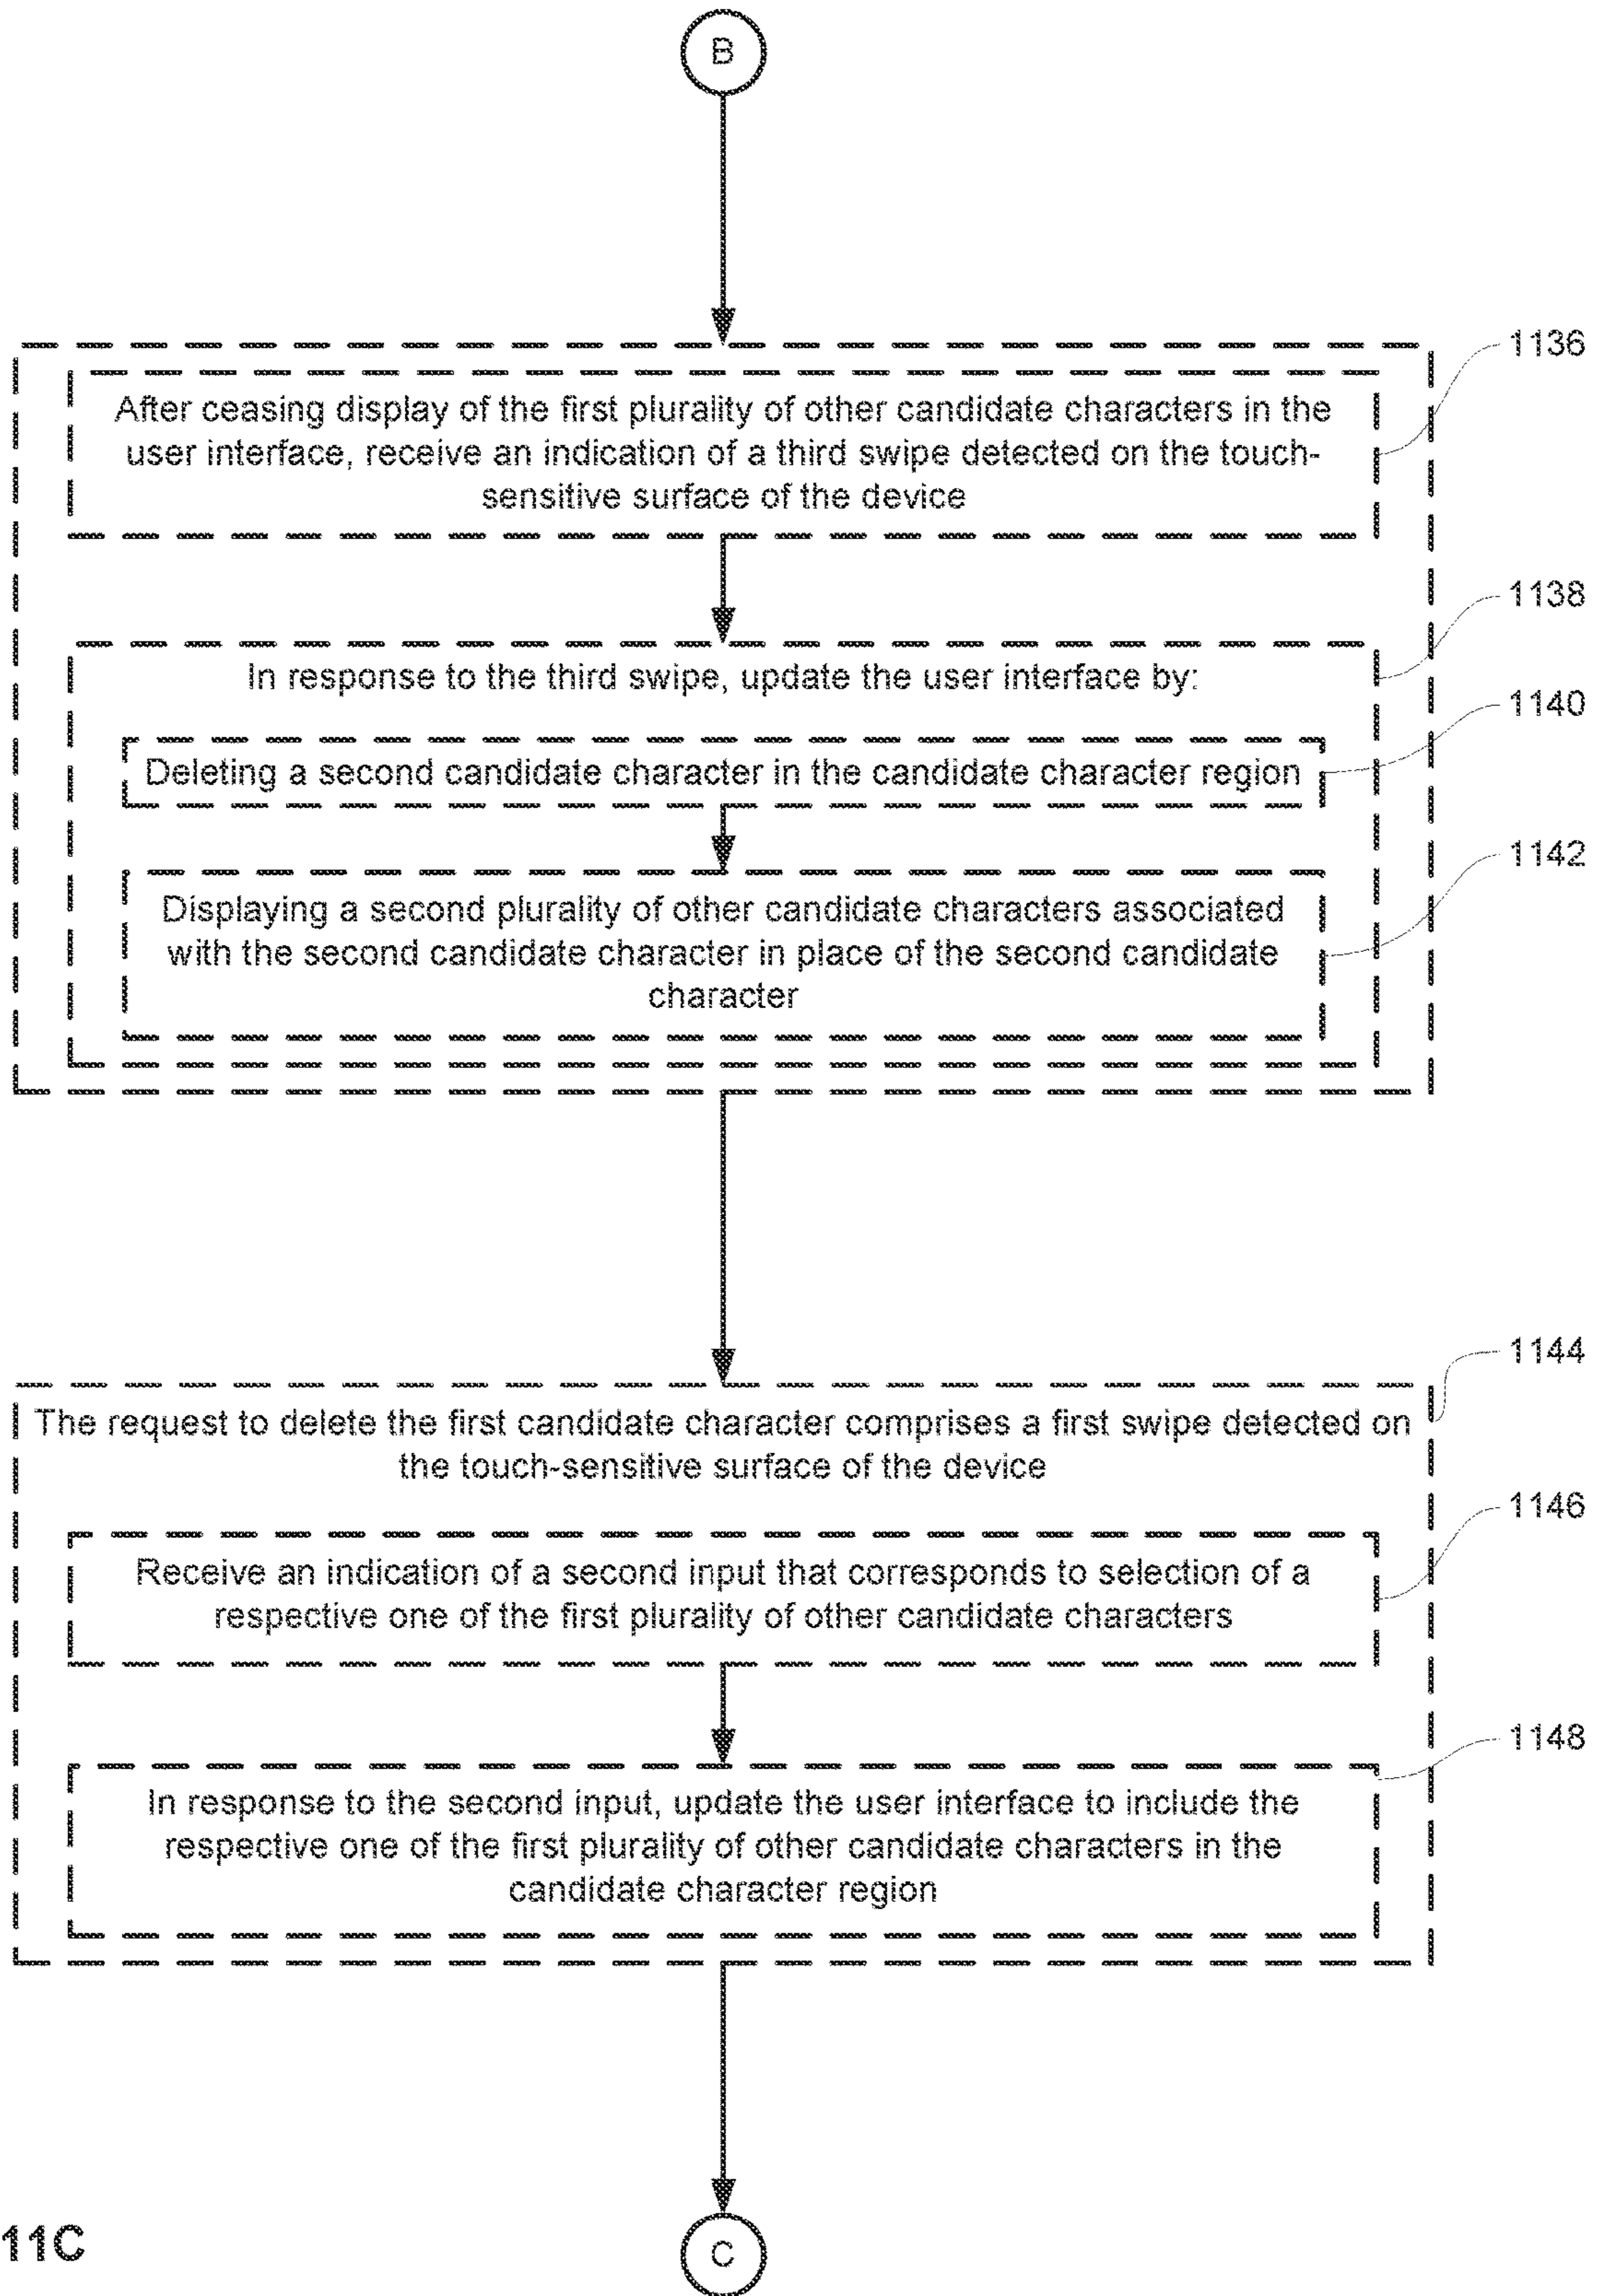 B
1136
After ceasing display of the first plurality of other candidate characters in the
user interface, receive an indication of a third swipe detected on the touch-
sensitive surface of the device
1138
In response to the third swipe, update the user interface by:
1140
Deleting a second candidate character in the candidate character region
1142
Displaying a second plurality of other candidate characters associated
with the second candidate character in place of the second candidate
character
1144
The request to delete the first candidate character comprises a first swipe detected on
the touch-sensitive surface of the device
1146
Receive an indication of a second input that corresponds to selection of a
respective one of the first plurality of other candidate characters
1148
In response to the second input, update the user interface to include the
respective one of the first plurality of other candidate characters in the
candidate character region
11C
C